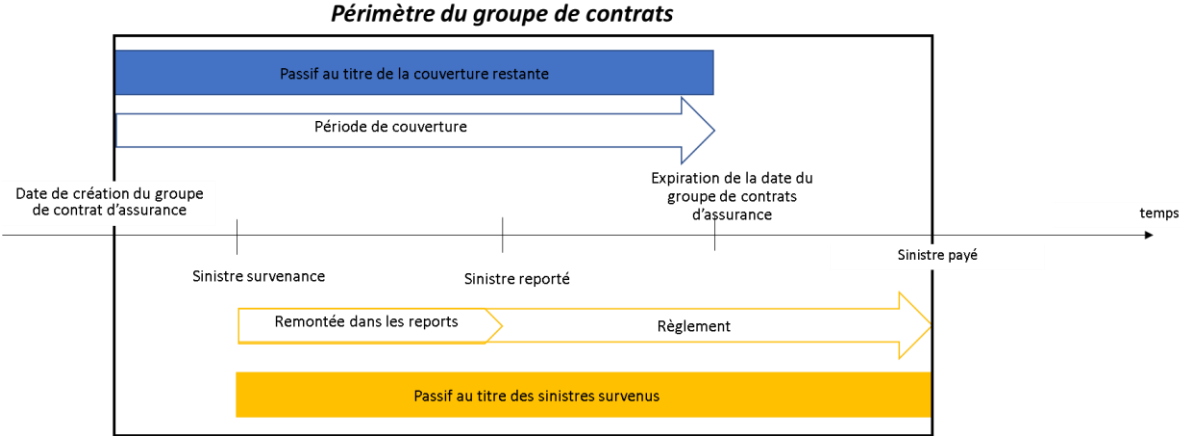 Périmètre du groupe de contrats
Passif au titre de la couverture restante
Période de couverture
Date de création du groupe
de contrat d'assurance
Expiration de la date du
groupe de contrats
d'assurance
temps
Sinistre survenance
Sinistre reporté
Sinistre payé
Remontée dans les reports
Règlement
Passif au titre des sinistres survenus